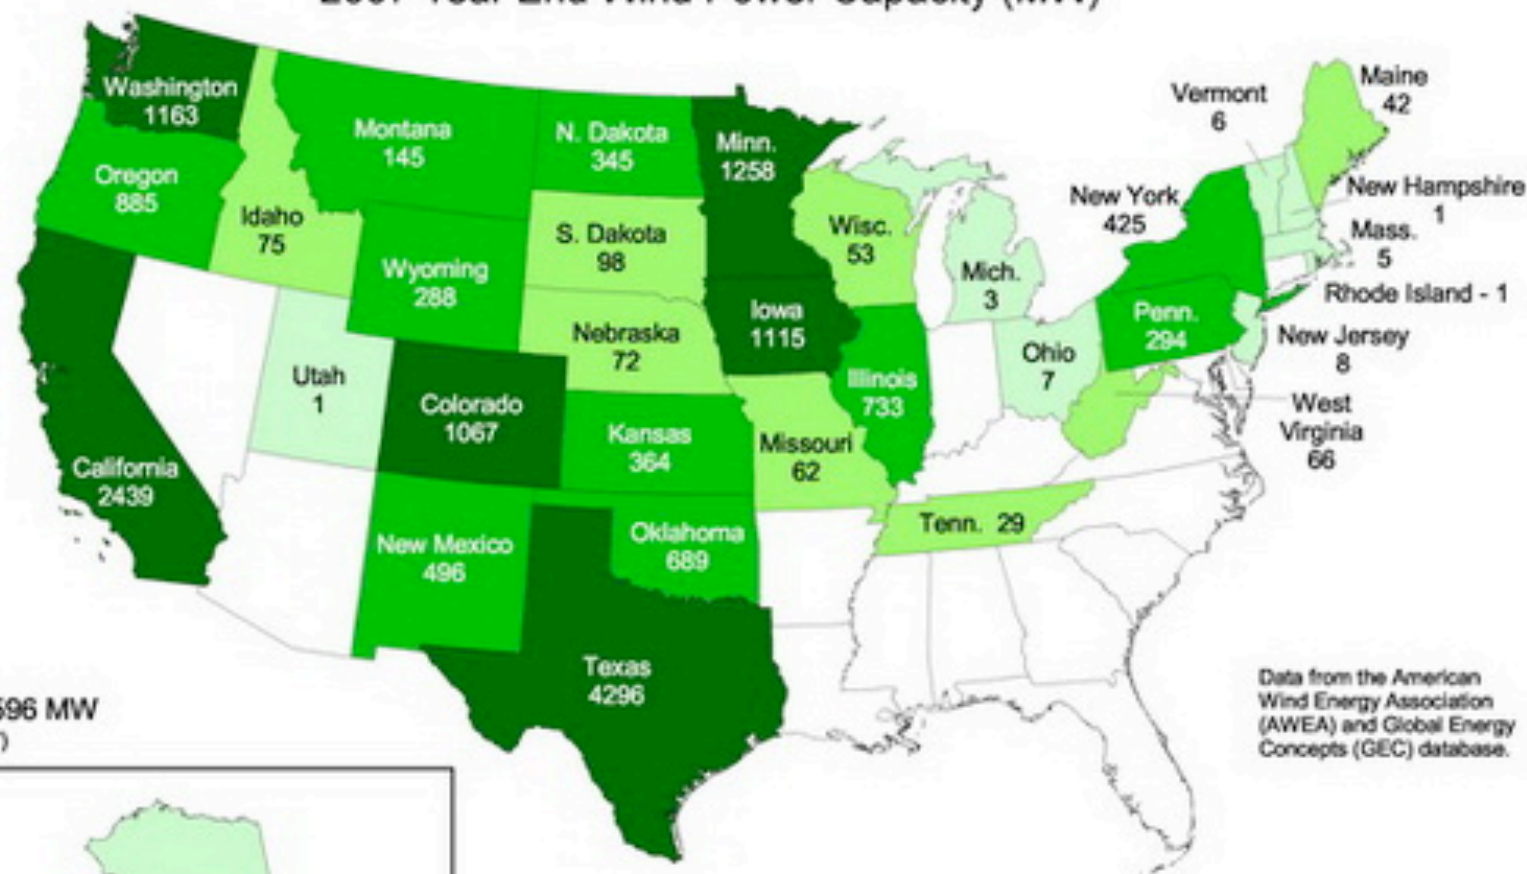 Washington
1163
Montana
145
N. Dakota
345
Minn.
1258
Vermont
6
Maine
42
Oregon
885
Idaho
75
Wyoming
288
S. Dakota
98
Wisc.
53
Mich.
3
New York
425
New Hampshire
1
Mass.
5
Rhode Island - 1
Iowa
1115
Nebraska
72
Penn.
294
New Jersey
8
Ohio
7
Utah
1
Colorado
1067
Illinois
733
West
Virginia
66
Kansas
364
Missouri
62
California
2439
New Mexico
496
Oklahoma
689
Tenn. 29
Texas
4296
Data from the American
Wind Energy Association
(AWEA) and Global Energy
Concepts (GEC) database.
596 MW